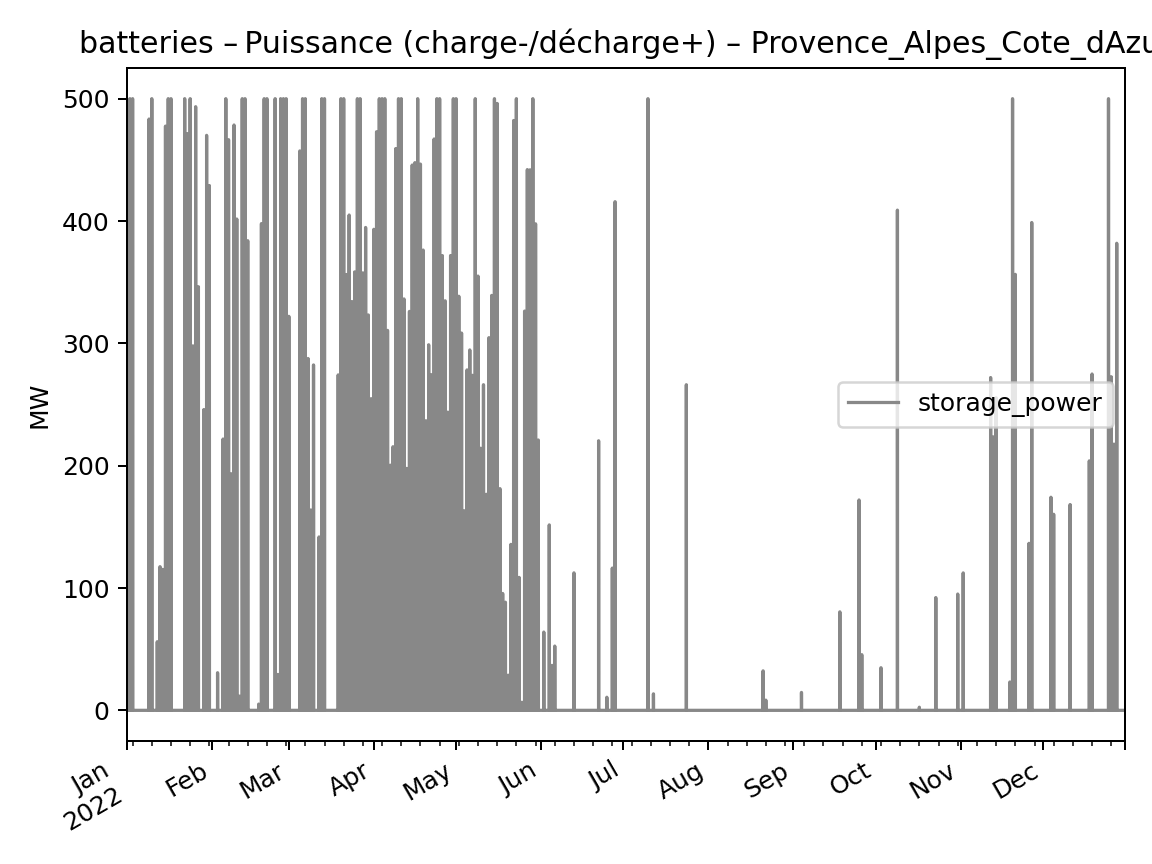 batteries – Puissance (charge-/décharge+) – Provence_Alpes_Cote_dAzu
500
400
300
200
100
0
MW
storage_power
Jan
2022
Feb
Mar
Apr
May
Jun
Jul
Aug
Sep
Oct
Nov
Dec